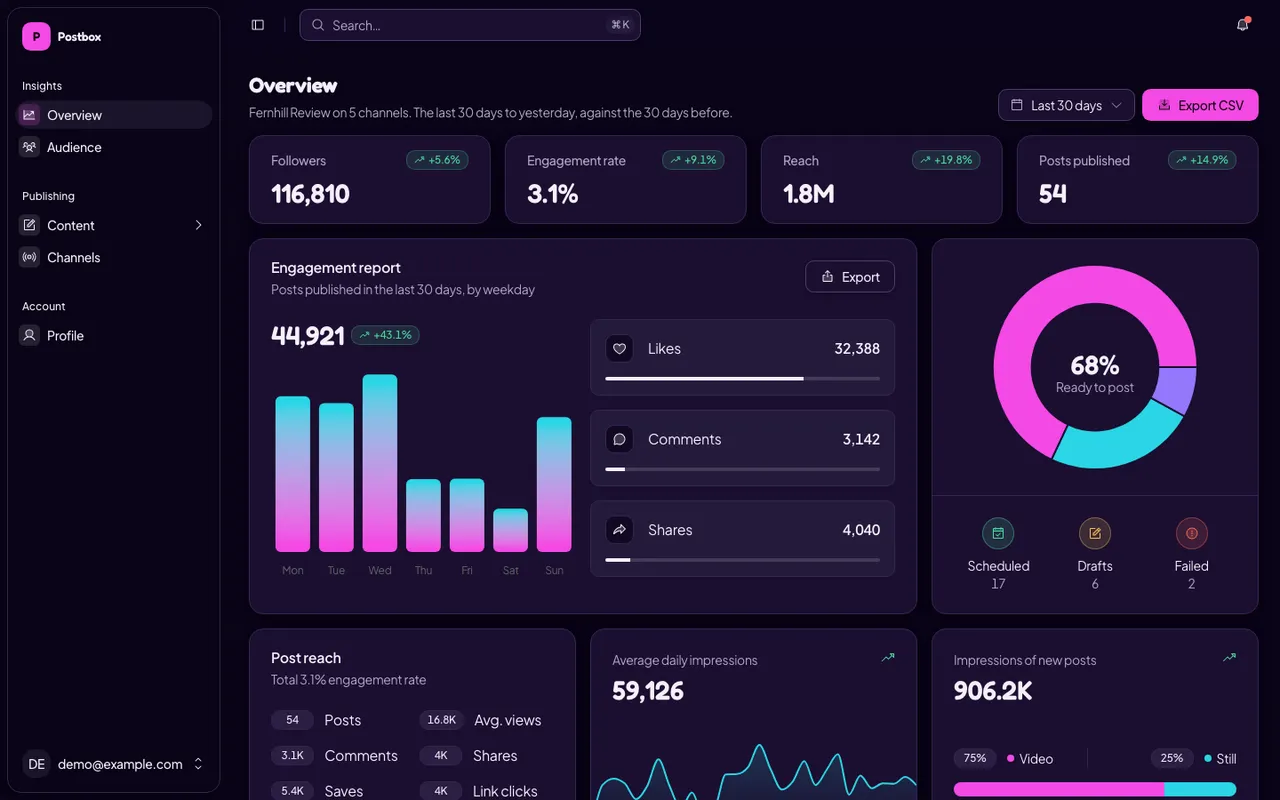 P Postbox
Search... ⌘ K
Insights
Overview
Audience
Publishing
Content
Channels
Account
Profile
DE demo@example.com
Overview
Fernhill Review on 5 channels. The last 30 days to yesterday, against the 30 days before.
Last 30 days
Export CSV
Followers +5.6%
116,810
Engagement rate +9.1%
3.1%
Reach +19.8%
1.8M
Posts published +14.9%
54
Engagement report
Posts published in the last 30 days, by weekday
Export
44,921 +43.1%
Mon Tue Wed Thu Fri Sat Sun
Likes 32,388
Comments 3,142
Shares 4,040
68%
Ready to post
Scheduled
17
Drafts
6
Failed
2
Post reach
Total 3.1% engagement rate
54 Posts 16.8K Avg. views
3.1K Comments 4K Shares
5.4K Saves 4K Link clicks
Average daily impressions
59,126
Impressions of new posts
906.2K
75% Video 25% Still